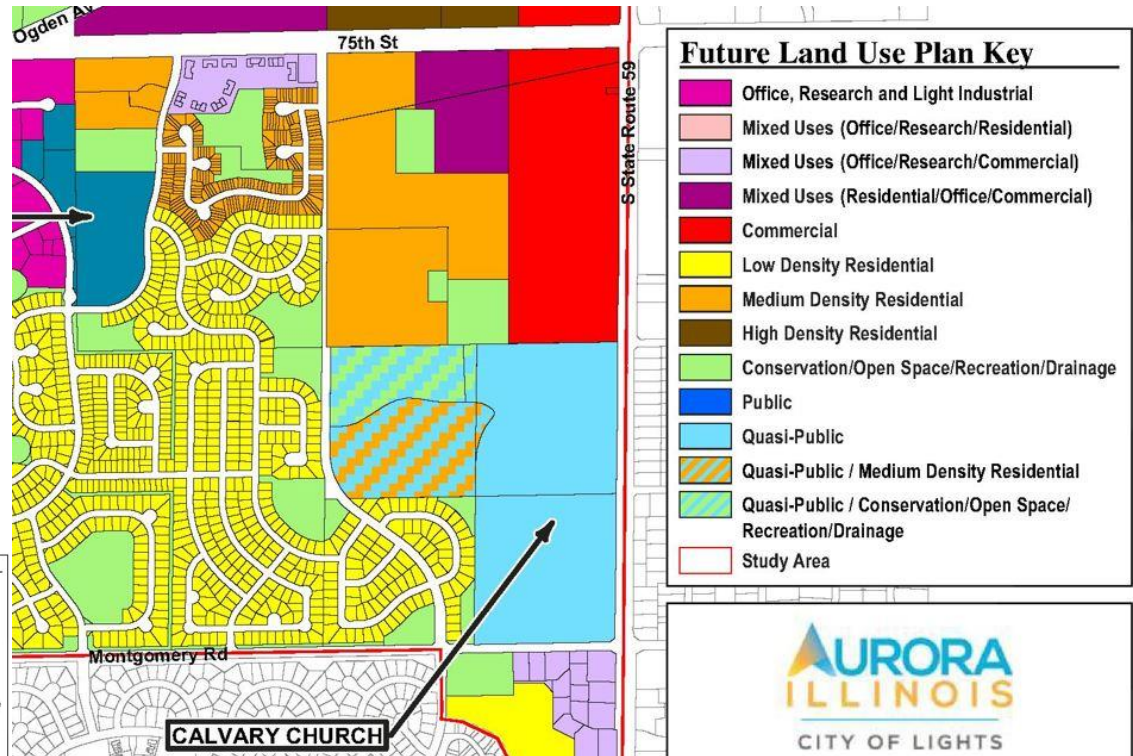 Ogden Av
75th St
S State Route 59
Montgomery Rd
CALVARY CHURCH
Future Land Use Plan Key
Office, Research and Light Industrial
Mixed Uses (Office/Research/Residential)
Mixed Uses (Office/Research/Commercial)
Mixed Uses (Residential/Office/Commercial)
Commercial
Low Density Residential
Medium Density Residential
High Density Residential
Conservation/Open Space/Recreation/Drainage
Public
Quasi-Public
Quasi-Public / Medium Density Residential
Quasi-Public / Conservation/Open Space/
Recreation/Drainage
Study Area
AURORA
ILLINOIS
CITY OF LIGHTS